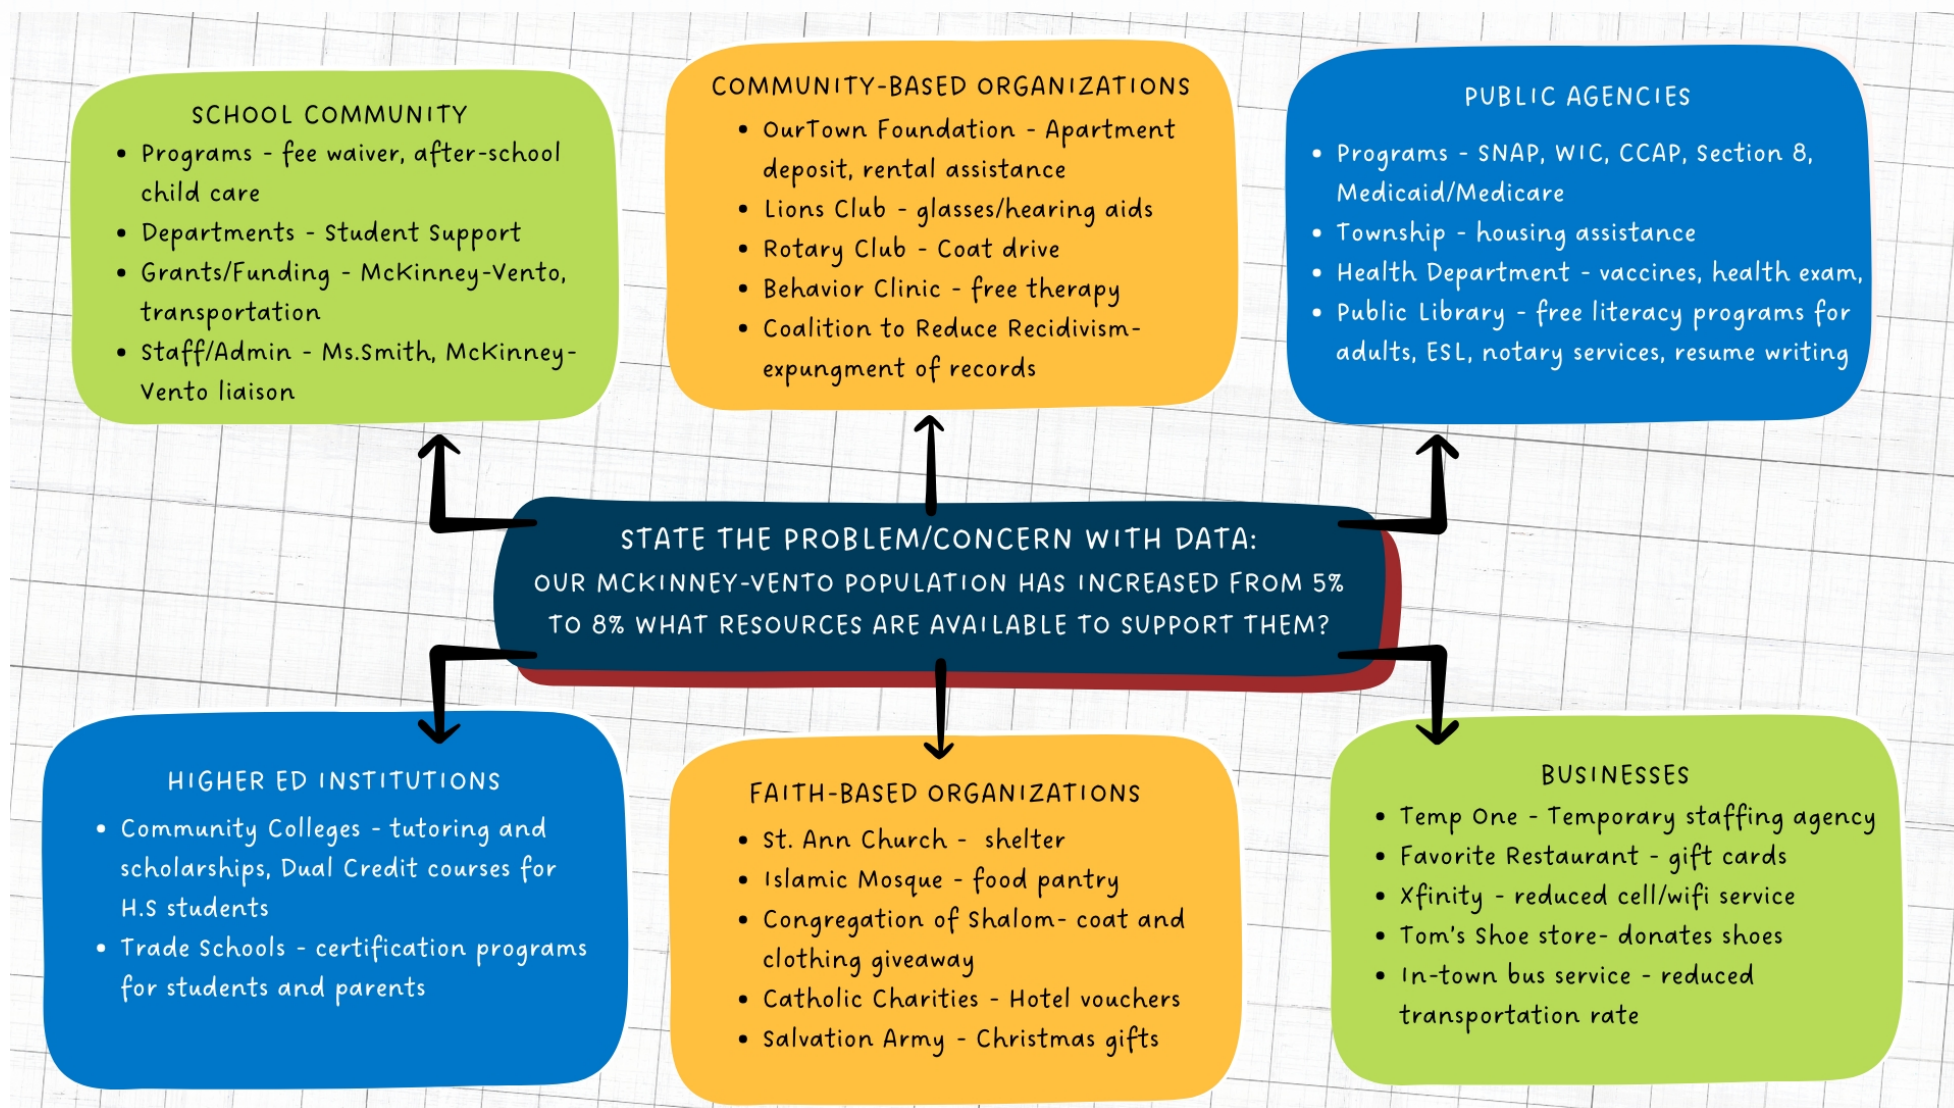 SCHOOL COMMUNITY
• Programs - fee waiver, after-school
child care
• Departments - Student Support
• Grants/Funding - McKinney-Vento,
transportation
• Staff/Admin - Ms.Smith, McKinney-
Vento liaison
COMMUNITY-BASED ORGANIZATIONS
• OurTown Foundation - Apartment
deposit, rental assistance
• Lions Club - glasses/hearing aids
• Rotary Club - Coat drive
• Behavior Clinic - free therapy
• Coalition to Reduce Recidivism-
expungment of records
PUBLIC AGENCIES
• Programs - SNAP, WIC, CCAP, Section 8,
Medicaid/Medicare
• Township - housing assistance
• Health Department - vaccines, health exam,
• Public Library - free literacy programs for
adults, ESL, notary services, resume writing
STATE THE PROBLEM/CONCERN WITH DATA:
OUR MCKINNEY-VENTO POPULATION HAS INCREASED FROM 5%
TO 8% WHAT RESOURCES ARE AVAILABLE TO SUPPORT THEM?
HIGHER ED INSTITUTIONS
• Community Colleges - tutoring and
scholarships, Dual Credit courses for
H.S students
• Trade Schools - certification programs
for students and parents
FAITH-BASED ORGANIZATIONS
• St. Ann Church - shelter
• Islamic Mosque - food pantry
• Congregation of Shalom- coat and
clothing giveaway
• Catholic Charities - Hotel vouchers
• Salvation Army - Christmas gifts
BUSINESSES
• Temp One - Temporary staffing agency
• Favorite Restaurant - gift cards
• Xfinity - reduced cell/wifi service
• Tom's Shoe store- donates shoes
• In-town bus service - reduced
transportation rate